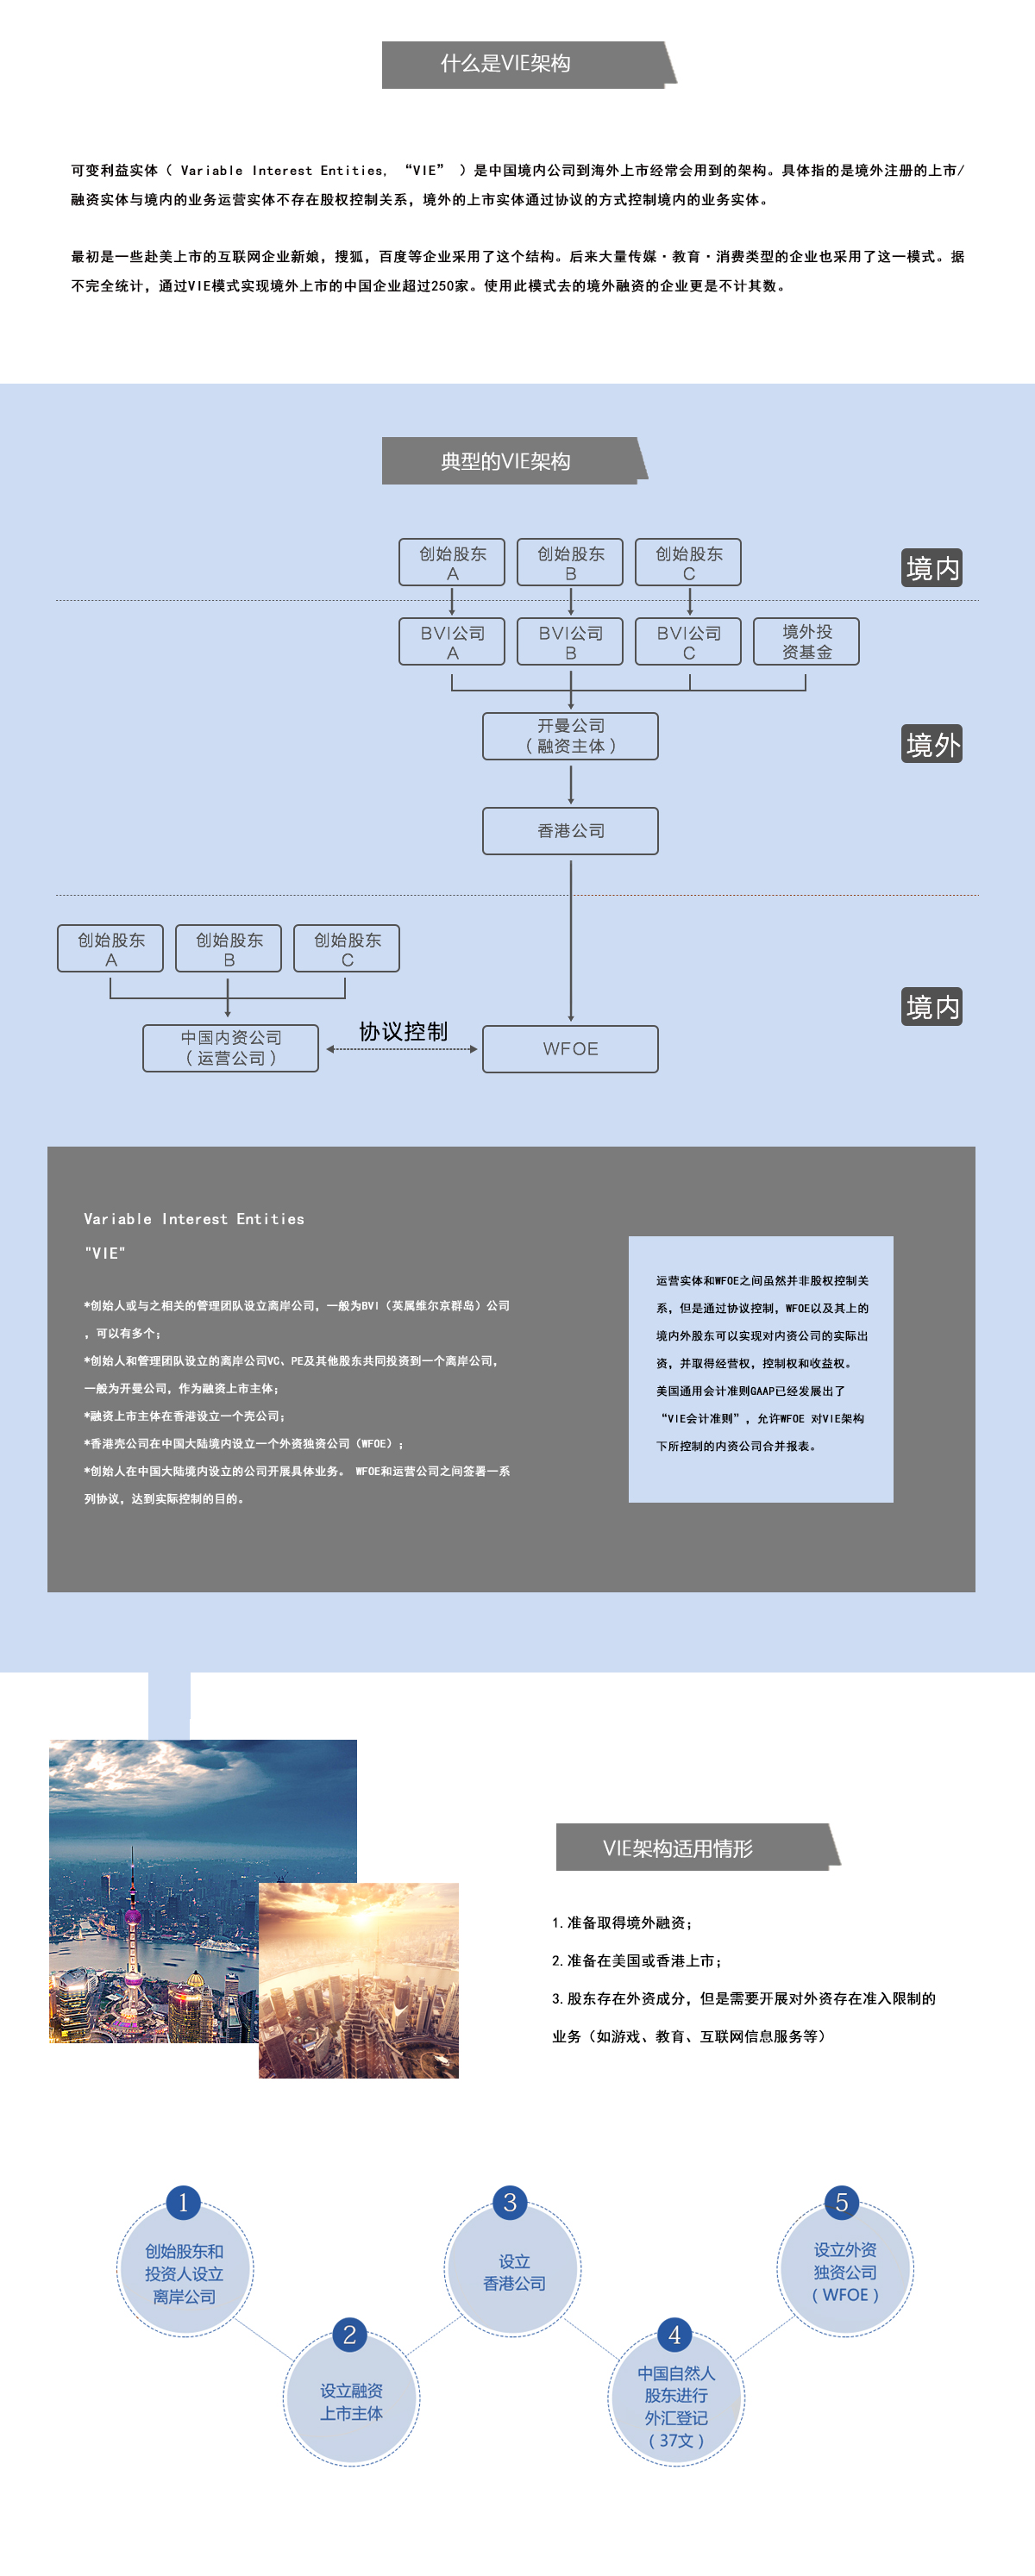 什么是VIE架构
可变利益实体（ Variable Interest Entities, “VIE” ）是中国境内公司到海外上市经常会用到的架构。具体指的是境外注册的上市/
融资实体与境内的业务运营实体不存在股权控制关系，境外的上市实体通过协议的方式控制境内的业务实体。
最初是一些赴美上市的互联网企业新娘，搜狐，百度等企业采用了这个结构。后来大量传媒·教育·消费类型的企业也采用了这一模式。据
不完全统计，通过VIE模式实现境外上市的中国企业超过250家。使用此模式去的境外融资的企业更是不计其数。
典型的VIE架构
创始股东
A
创始股东
B
创始股东
C
境内
BVI公司
A
BVI公司
B
BVI公司
C
境外投
资基金
开曼公司
（融资主体）
境外
香港公司
创始股东
A
创始股东
B
创始股东
C
境内
中国内资公司
（运营公司）
协议控制
WFOE
Variable Interest Entities
"VIE"
*创始人或与之相关的管理团队设立离岸公司，一般为BVI（英属维尔京群岛）公司
，可以有多个；
*创始人和管理团队设立的离岸公司VC、PE及其他股东共同投资到一个离岸公司，
一般为开曼公司，作为融资上市主体；
*融资上市主体在香港设立一个壳公司；
*香港壳公司在中国大陆境内设立一个外资独资公司（WFOE）；
*创始人在中国大陆境内设立的公司开展具体业务。 WFOE和运营公司之间签署一系
列协议，达到实际控制的目的。
运营实体和WFOE之间虽然并非股权控制关
系，但是通过协议控制，WFOE以及其上的
境内外股东可以实现对内资公司的实际出
资，并取得经营权，控制权和收益权。
美国通用会计准则GAAP已经发展出了
“VIE会计准则”，允许WFOE 对VIE架构
下所控制的内资公司合并报表。
VIE架构适用情形
1.准备取得境外融资；
2.准备在美国或香港上市；
3.股东存在外资成分，但是需要开展对外资存在准入限制的
业务（如游戏、教育、互联网信息服务等）
1
创始股东和
投资人设立
离岸公司
2
设立融资
上市主体
3
设立
香港公司
4
中国自然人
股东进行
外汇登记
（37文）
5
设立外资
独资公司
（WFOE）